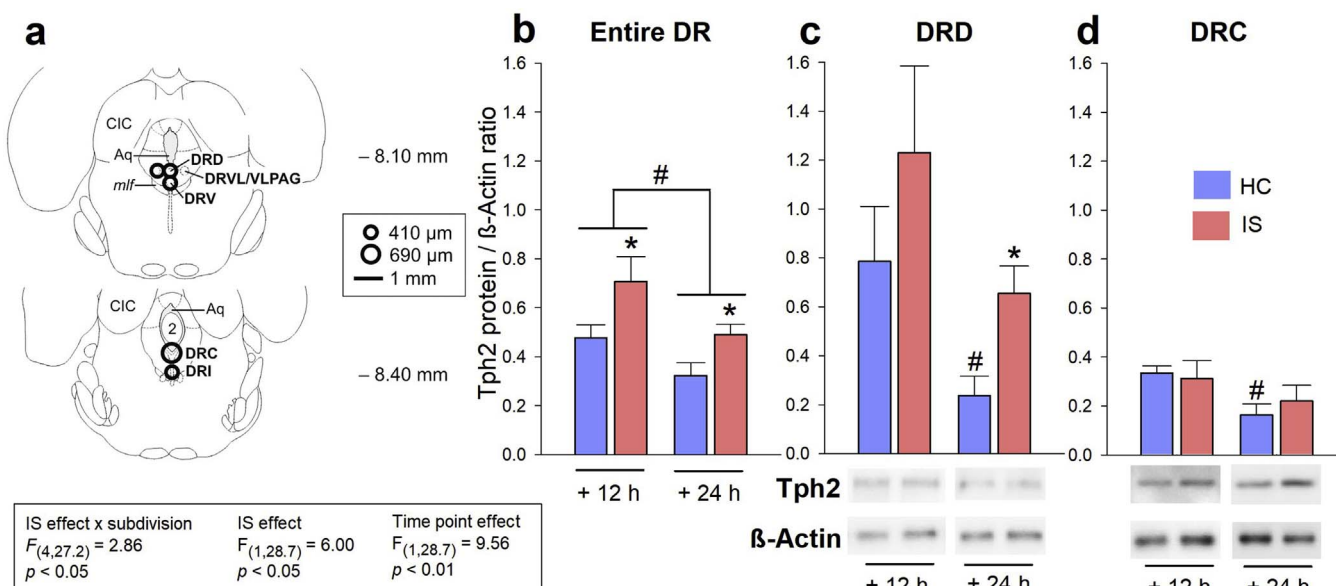 a
CIC
Aq
DRD
DRVL/VLPAG
mlf
DRV
– 8.10 mm
410 µm
690 µm
1 mm
CIC
Aq
2
DRC
DRI
– 8.40 mm
IS effect x subdivision
F(4,27.2) = 2.86
p < 0.05
IS effect
F(1,28.7) = 6.00
p < 0.05
Time point effect
F(1,28.7) = 9.56
p < 0.01
b
Entire DR
Tph2 protein / ß-Actin ratio
1.6
1.4
1.2
1.0
0.8
0.6
0.4
0.2
0.0
#
*
*
+ 12 h
+ 24 h
c
DRD
1.6
1.4
1.2
1.0
0.8
0.6
0.4
0.2
0.0
#
*
Tph2
ß-Actin
+ 12 h
+ 24 h
d
DRC
1.6
1.4
1.2
1.0
0.8
0.6
0.4
0.2
0.0
HC
IS
#
+ 12 h
+ 24 h